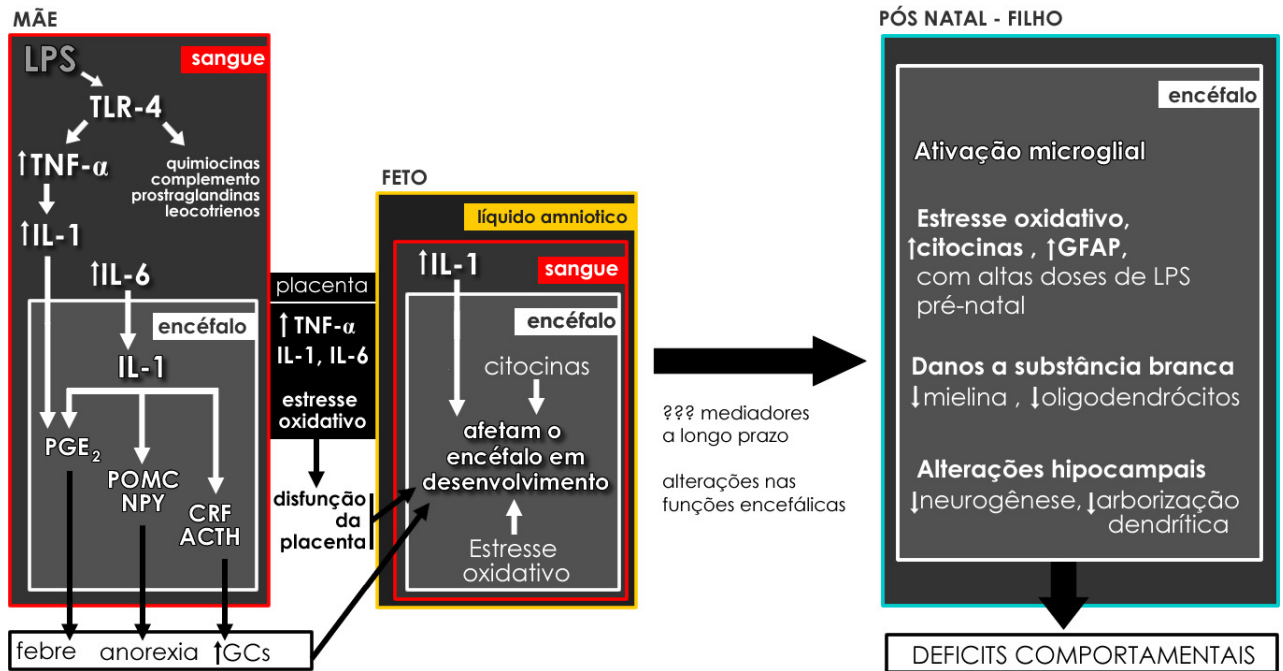 MÃE
LPS
sangue
TLR-4
↑TNF-α
quimiocinas
complemento
prostraglandinas
leocotrienos
↑IL-1
↑IL-6
encéfalo
IL-1
PGE₂
POMC
NPY
CRF
ACTH
febre anorexia ↑GCs
placenta
↑TNF-α
IL-1, IL-6
estresse
oxidativo
disfunção
da
placenta
FETO
líquido amniotico
↑IL-1
sangue
encéfalo
citocinas
afetam o
encéfalo em
desenvolvimento
Estresse
oxidativo
??? mediadores
a longo prazo
alterações nas
funções encefálicas
PÓS NATAL - FILHO
encéfalo
Ativação microglial
Estresse oxidativo,
↑citocinas , ↑GFAP,
com altas doses de LPS
pré-natal
Danos a substância branca
↓mielina , ↓oligodendrócitos
Alterações hipocampais
↓neurogênese, ↓arborização
dendrítica
DEFICITS COMPORTAMENTAIS